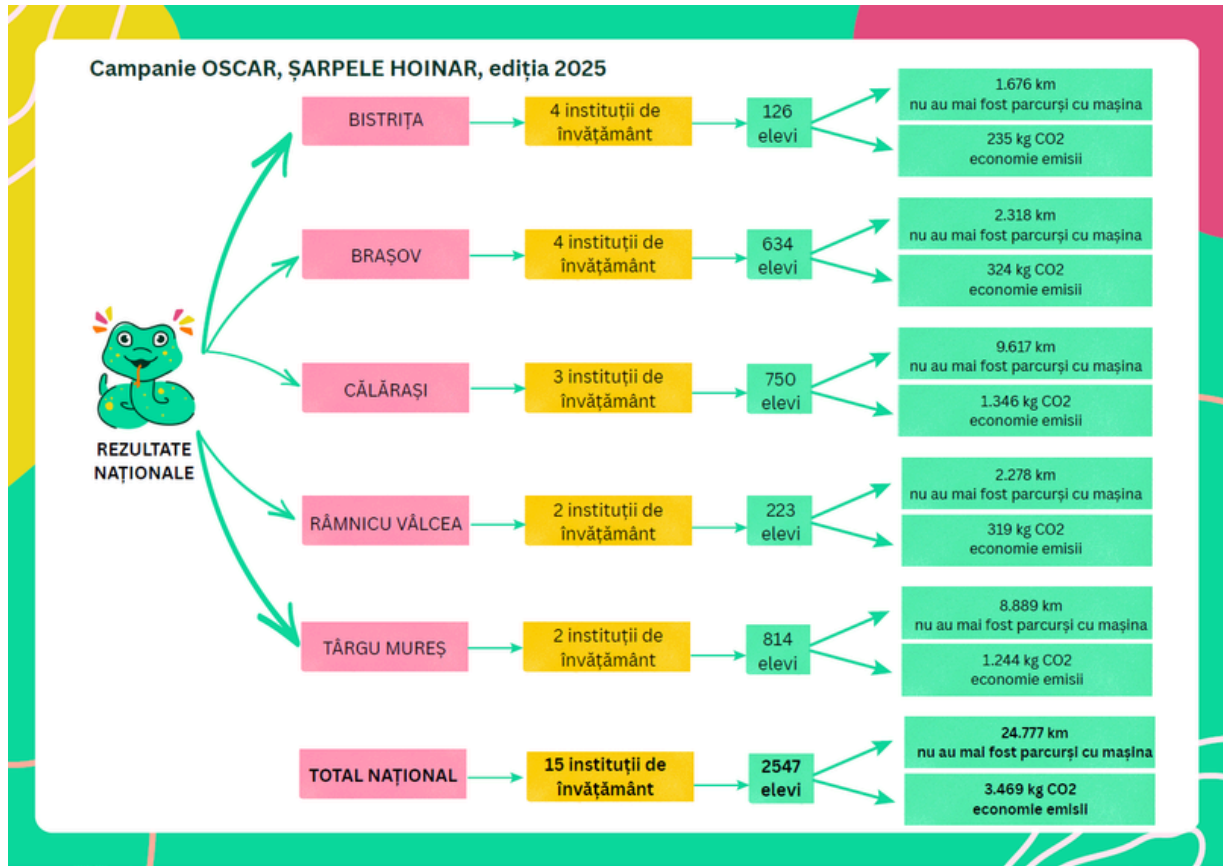 Campanie OSCAR, ȘARPELE HOINAR, ediția 2025
REZULTATE
NAȚIONALE
BISTRIȚA
4 instituții de
învățământ
126
elevi
1.676 km
nu au mai fost parcurși cu mașina
235 kg CO2
economie emisii
BRAȘOV
4 instituții de
învățământ
634
elevi
2.318 km
nu au mai fost parcurși cu mașina
324 kg CO2
economie emisii
CĂLĂRAȘI
3 instituții de
învățământ
750
elevi
9.617 km
nu au mai fost parcurși cu mașina
1.346 kg CO2
economie emisii
RÂMNICU VÂLCEA
2 instituții de
învățământ
223
elevi
2.278 km
nu au mai fost parcurși cu mașina
319 kg CO2
economie emisii
TÂRGU MUREȘ
2 instituții de
învățământ
814
elevi
8.889 km
nu au mai fost parcurși cu mașina
1.244 kg CO2
economie emisii
TOTAL NAȚIONAL
15 instituții de
învățământ
2547
elevi
24.777 km
nu au mai fost parcurși cu mașina
3.469 kg CO2
economie emisii